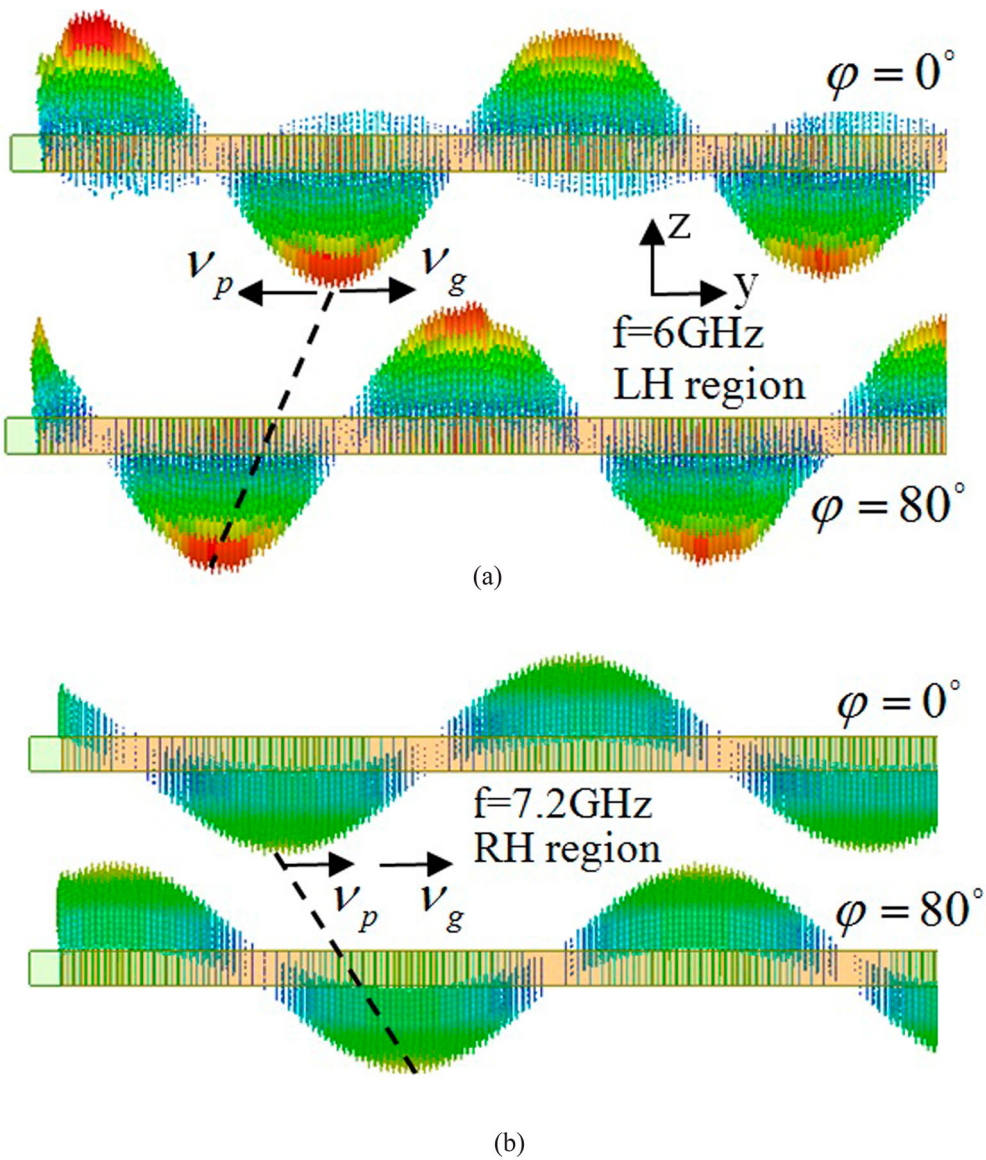 φ = 0°
z
ν_p ν_g y
f=6GHz
LH region
φ = 80°
(a)
φ = 0°
f=7.2GHz
RH region
ν_p ν_g
φ = 80°
(b)